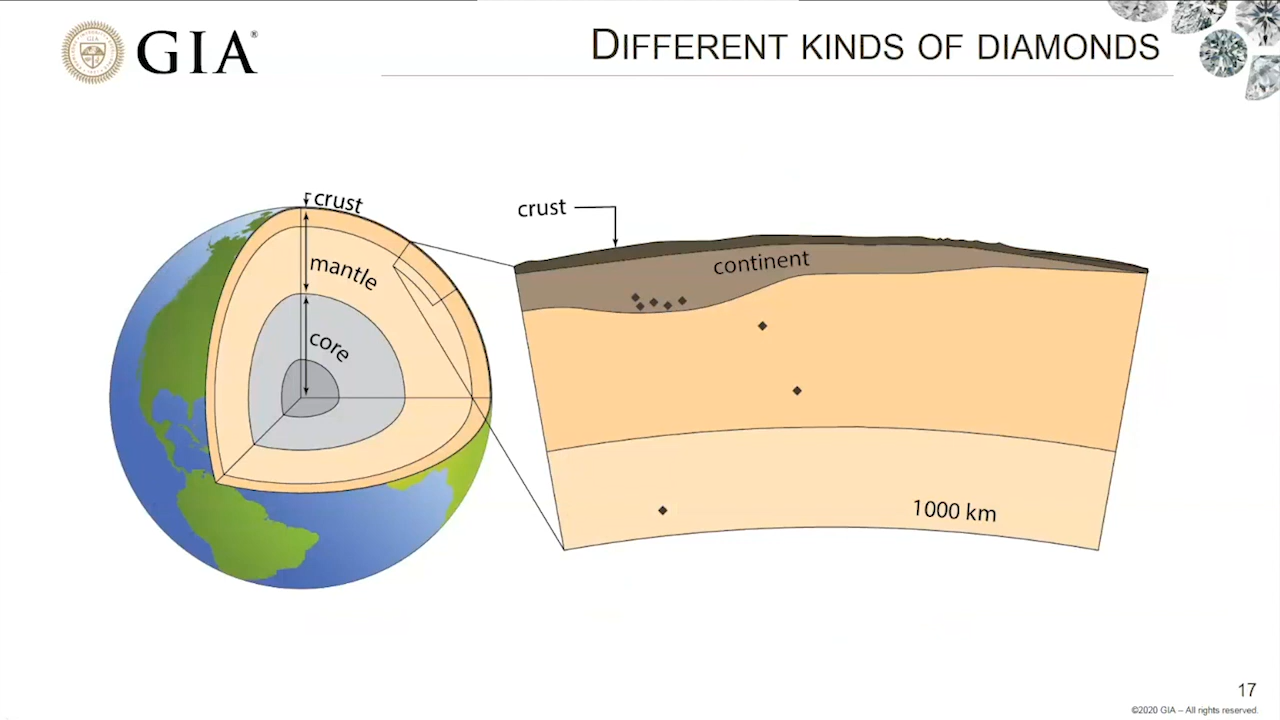 GIA®
DIFFERENT KINDS OF DIAMONDS
crust
mantle
core
crust
continent
1000 km
17
©2020 GIA – All rights reserved.